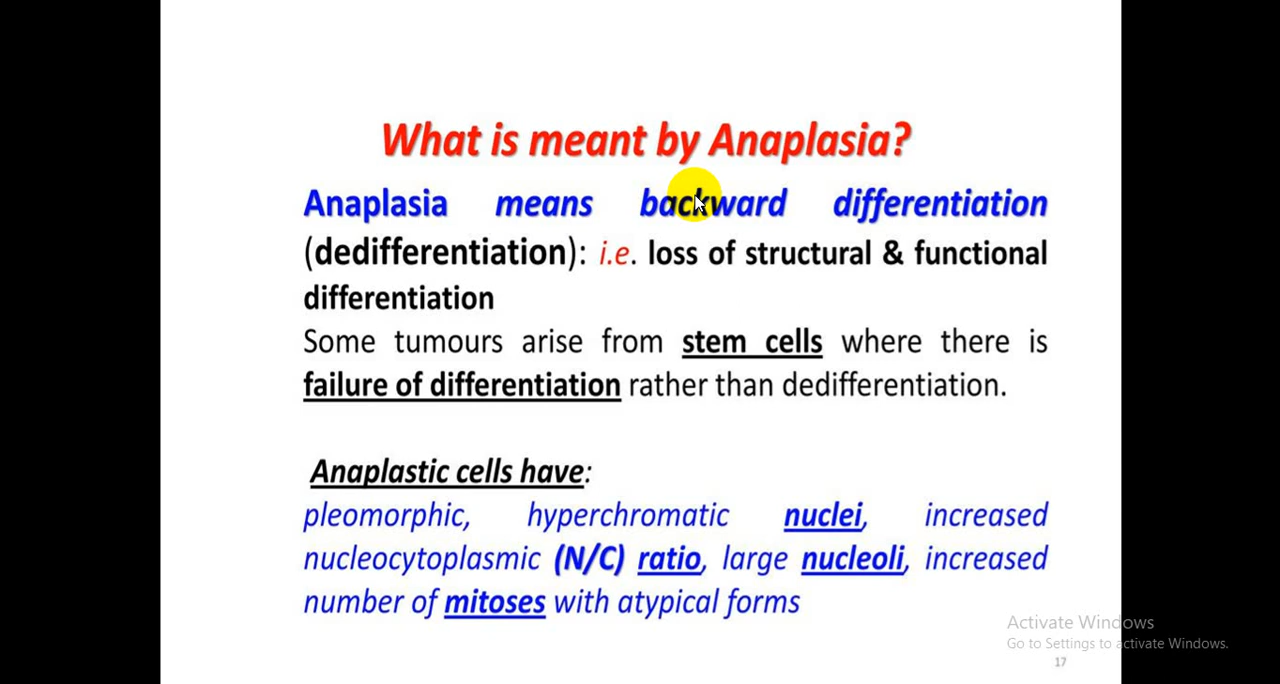 What is meant by Anaplasia?
Anaplasia means backward differentiation
(dedifferentiation): i.e. loss of structural & functional
differentiation
Some tumours arise from stem cells where there is
failure of differentiation rather than dedifferentiation.
Anaplastic cells have:
pleomorphic, hyperchromatic nuclei, increased
nucleocytoplasmic (N/C) ratio, large nucleoli, increased
number of mitoses with atypical forms
Activate Windows
Go to Settings to activate Windows.
17